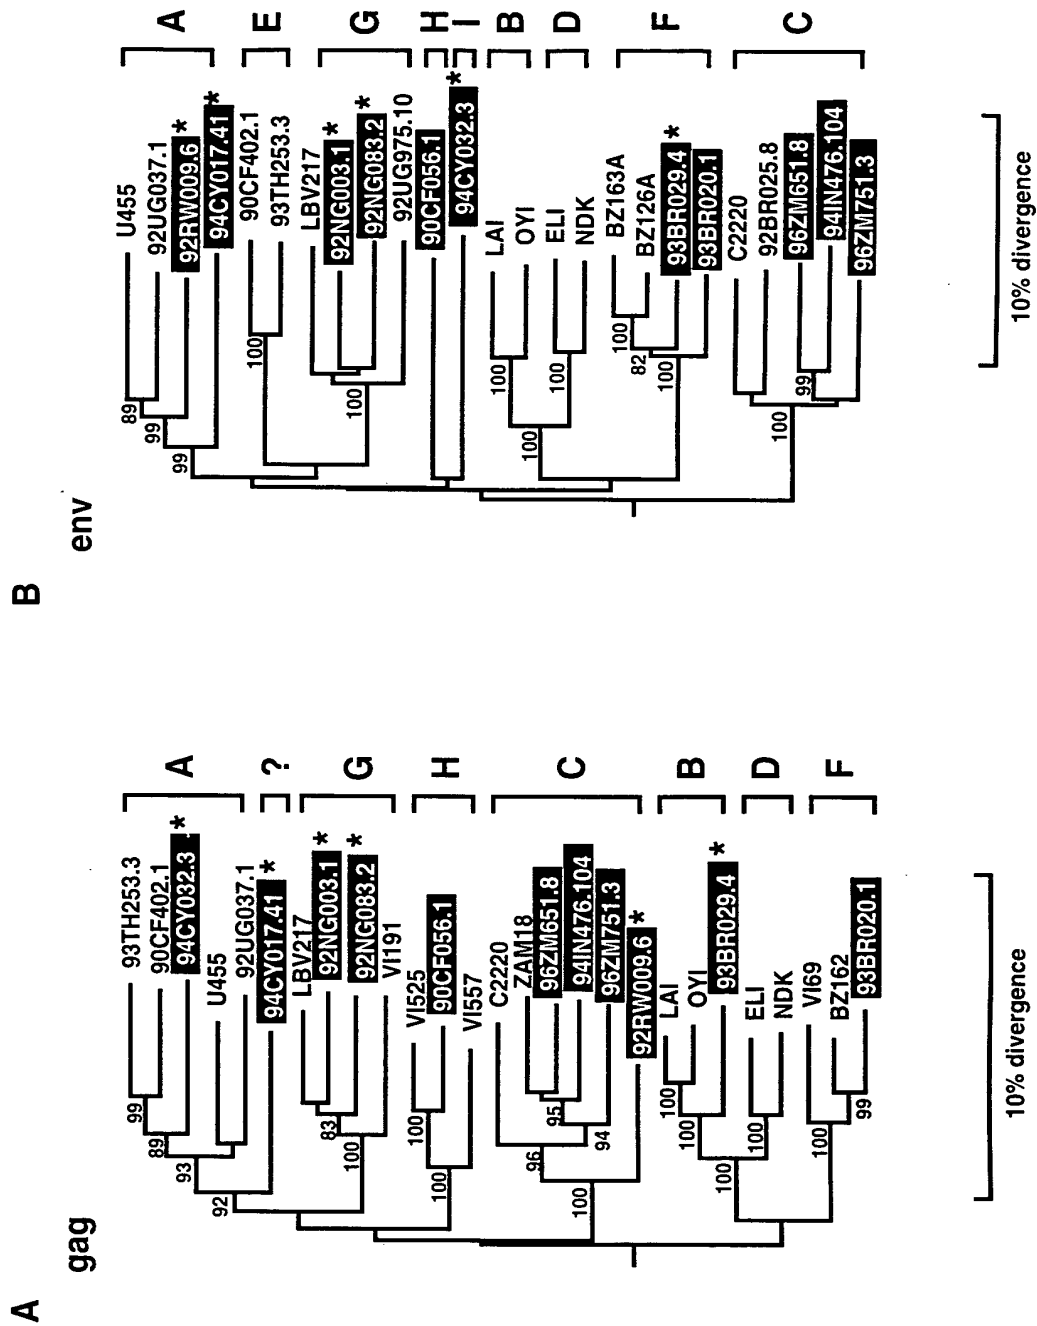 A
gag
93TH253.3
90CF402.1
94CY032.3 *
U455
92UG037.1
94CY017.41 *
LBV217
92NG003.1 *
92NG083.2 *
VI191
VI525
90CF056.1
VI557
C2220
ZAM18
96ZM651.8
94IN476.104
96ZM751.3
92RW009.6 *
LAI
OYI
93BR029.4 *
ELI
NDK
VI69
BZ162
93BR020.1
99
89
93
92
83
100
100
100
95
94
96
100
100
100
100
100
99
100
A
?
G
H
C
B
D
F
10% divergence
B
env
U455
92UG037.1
92RW009.6 *
94CY017.41 *
90CF402.1
93TH253.3
LBV217
92NG003.1 *
92NG083.2 *
92UG975.10
90CF056.1
94CY032.3 *
LAI
OYI
ELI
NDK
BZ163A
BZ126A
93BR029.4 *
93BR020.1
C2220
92BR025.8
96ZM651.8
94IN476.104
96ZM751.3
89
99
99
100
100
100
100
100
100
82
100
99
100
A
E
G
H
I
B
D
F
C
10% divergence